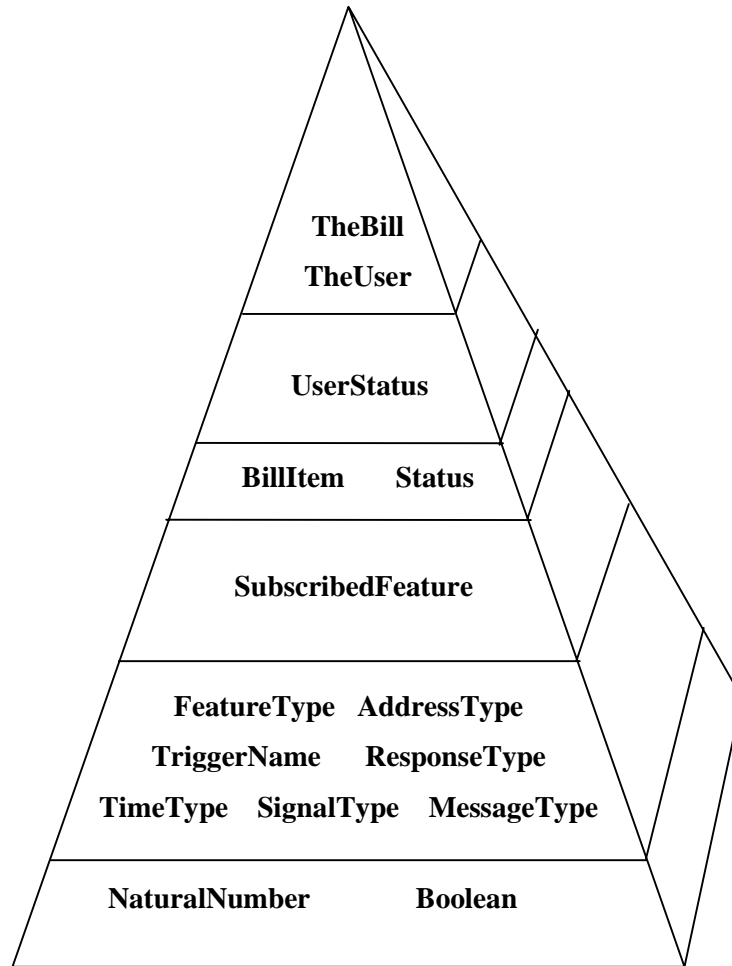 TheBill
TheUser
UserStatus
BillItem Status
SubscribedFeature
FeatureType AddressType
TriggerName ResponseType
TimeType SignalType MessageType
NaturalNumber Boolean